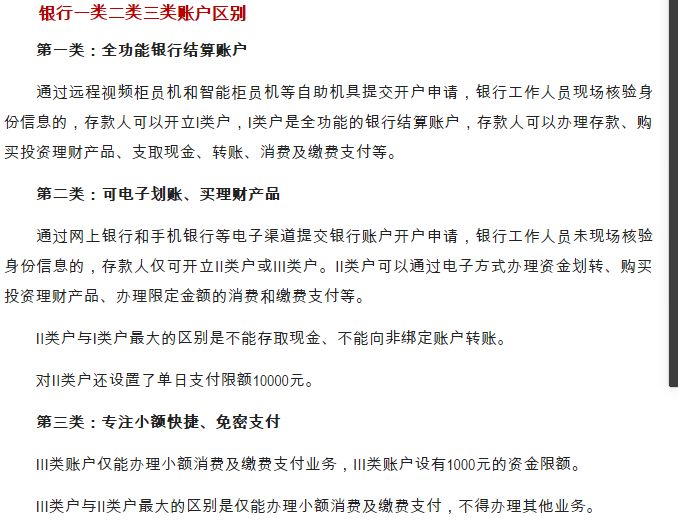 银行一类二类三类账户区别
第一类：全功能银行结算账户
通过远程视频柜员机和智能柜员机等自助机具提交开户申请，银行工作人员现场核验身
份信息的，存款人可以开立I类户，I类户是全功能的银行结算账户，存款人可以办理存款、购
买投资理财产品、支取现金、转账、消费及缴费支付等。
第二类：可电子划账、买理财产品
通过网上银行和手机银行等电子渠道提交银行账户开户申请，银行工作人员未现场核验
身份信息的，存款人仅可开立II类户或III类户。II类户可以通过电子方式办理资金划转、购买
投资理财产品、办理限定金额的消费和缴费支付等。
II类户与I类户最大的区别是不能存取现金、不能向非绑定账户转账。
对II类户还设置了单日支付限额10000元。
第三类：专注小额快捷、免密支付
III类账户仅能办理小额消费及缴费支付业务，III类账户设有1000元的资金限额。
III类户与II类户最大的区别是仅能办理小额消费及缴费支付，不得办理其他业务。